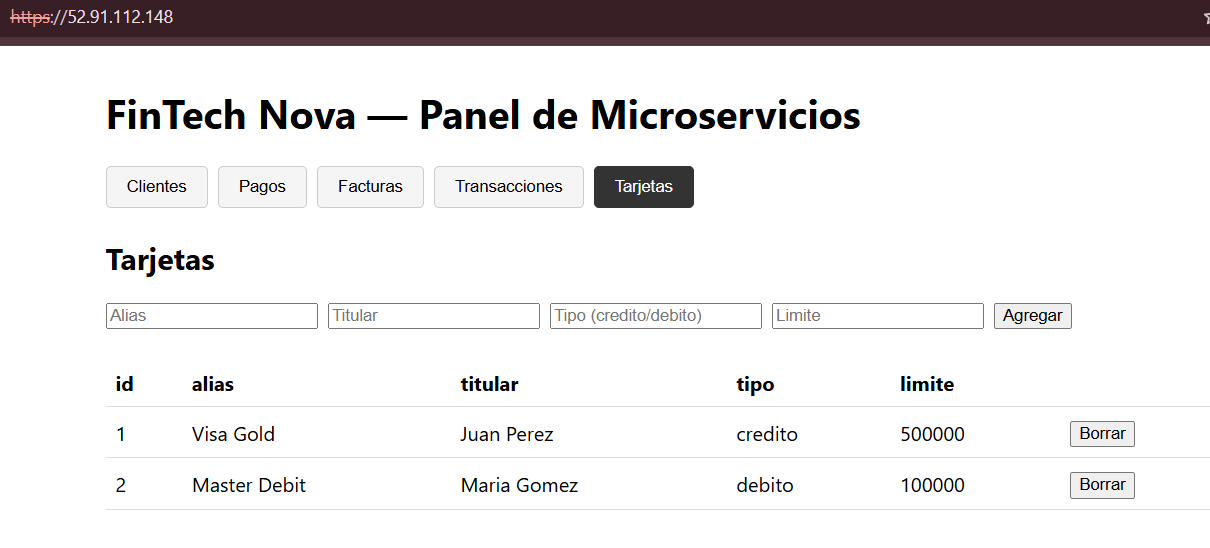 https://52.91.112.148
FinTech Nova — Panel de Microservicios
Clientes Pagos Facturas Transacciones Tarjetas
Tarjetas
Alias Titular Tipo (credito/debito) Limite Agregar
id alias titular tipo limite
1 Visa Gold Juan Perez credito 500000 Borrar
2 Master Debit Maria Gomez debito 100000 Borrar